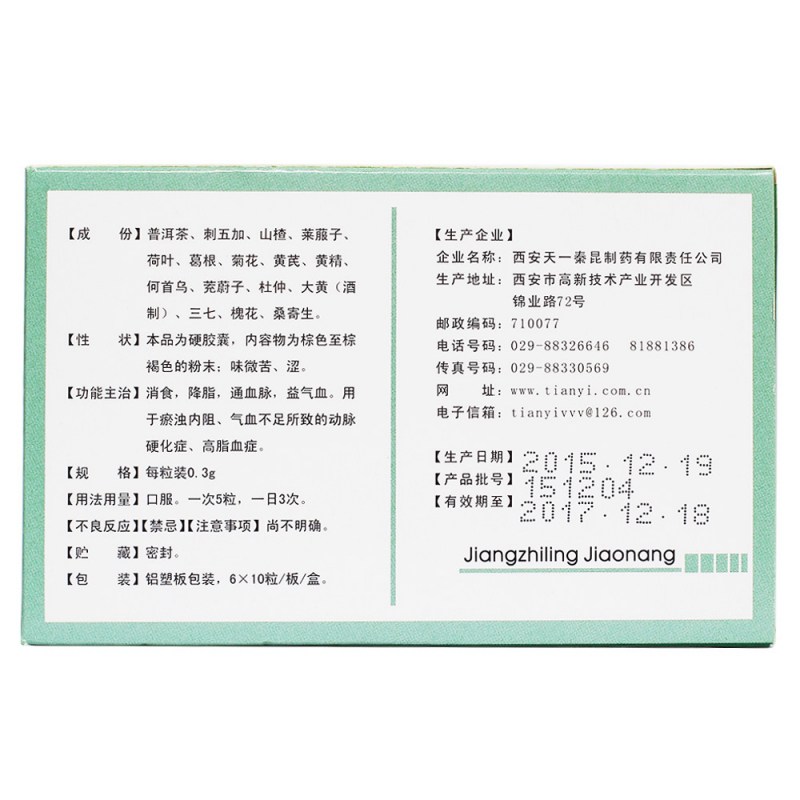 【成　份】普洱茶、刺五加、山楂、莱菔子、
荷叶、葛根、菊花、黄芪、黄精、
何首乌、茺蔚子、杜仲、大黄（酒
制）、三七、槐花、桑寄生。
【性　状】本品为硬胶囊，内容物为棕色至棕
褐色的粉末；味微苦、涩。
【功能主治】消食，降脂，通血脉，益气血。用
于瘀浊内阻、气血不足所致的动脉
硬化症、高脂血症。
【规　格】每粒装0.3g
【用法用量】口服。一次5粒，一日3次。
【不良反应】【禁忌】【注意事项】尚不明确。
【贮　藏】密封。
【包　装】铝塑板包装，6×10粒/板/盒。
【生产企业】
企业名称：西安天一秦昆制药有限责任公司
生产地址：西安市高新技术产业开发区
锦业路72号
邮政编码：710077
电话号码：029-88326646　81881386
传真号码：029-88330569
网　　址：www.tianyi.com.cn
电子信箱：tianyivvv@126.com
【生产日期】2015.12.19
【产品批号】151204
【有效期至】2017.12.18
Jiangzhiling Jiaonang